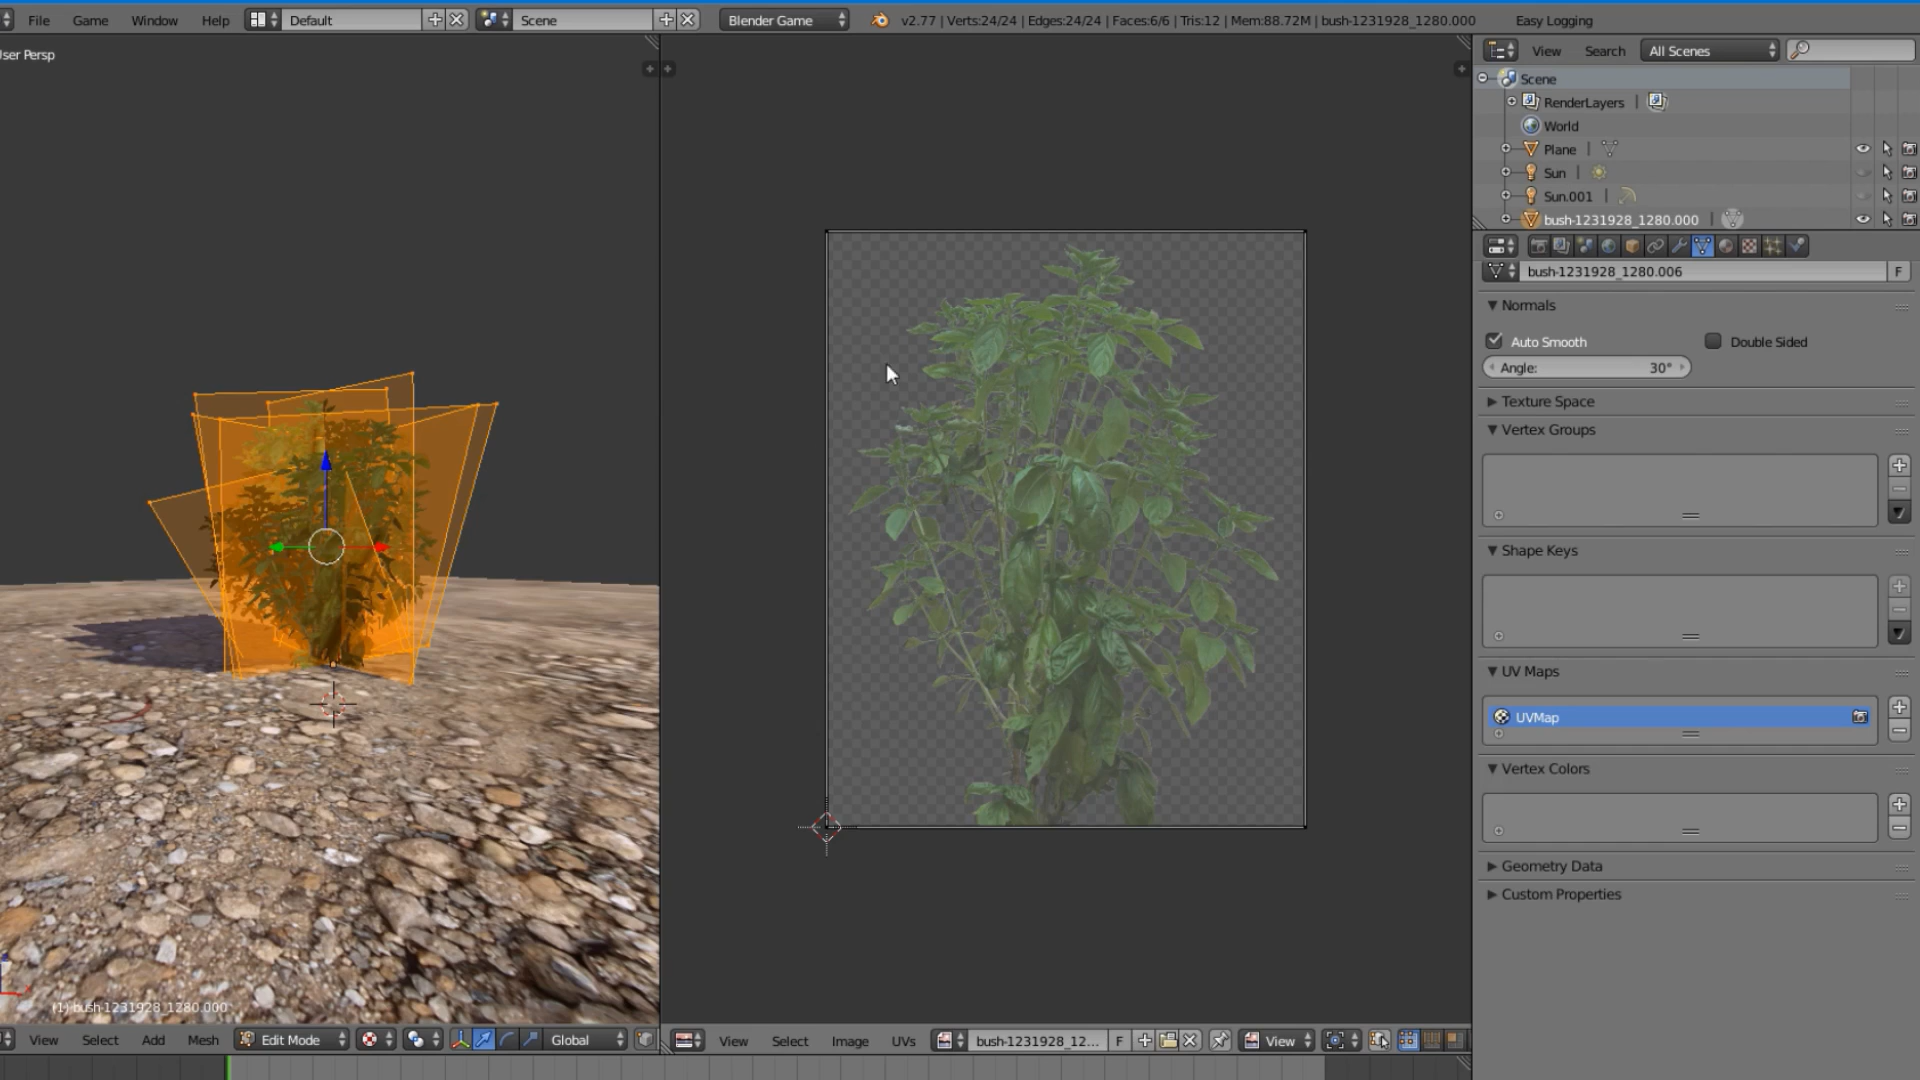 File Game Window Help Default Scene Blender Game v2.77 | Verts:24/24 | Edges:24/24 | Faces:6/6 | Tris:12 | Mem:88.72M | bush-1231928_1280.000 Easy Logging
ser Persp
View Search All Scenes
Scene
RenderLayers
World
Plane
Sun
Sun.001
bush-1231928_1280.000
bush-1231928_1280.006 F
Normals
Auto Smooth Double Sided
Angle: 30°
Texture Space
Vertex Groups
Shape Keys
UV Maps
UVMap
Vertex Colors
Geometry Data
Custom Properties
(1) bush-1231928_1280.000
View Select Add Mesh Edit Mode Global
View Select Image UVs bush-1231928_12... F View